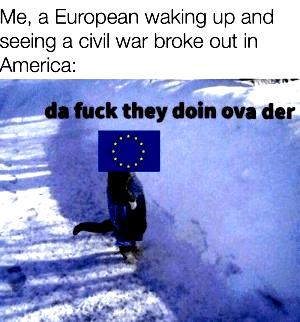 Me, a European waking up and
seeing a civil war broke out in
America:
da fuck they doin ova der